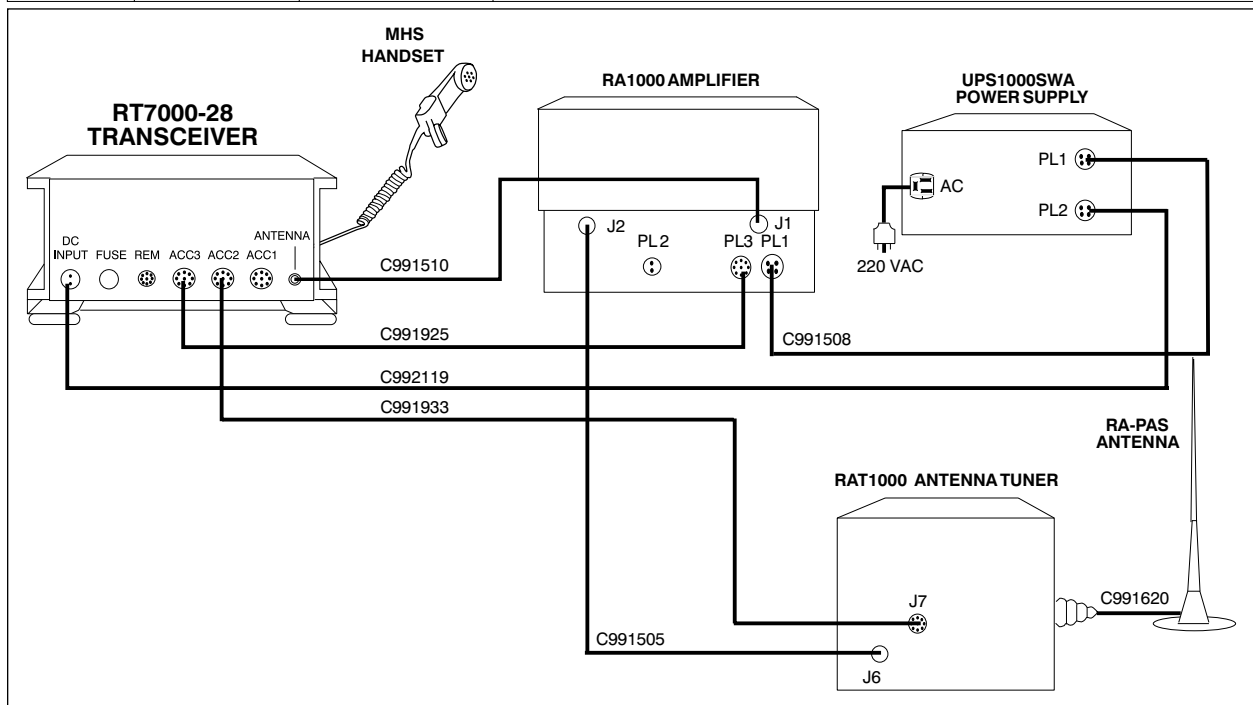 MHS
HANDSET
RT7000-28
TRANSCEIVER
RA1000 AMPLIFIER
UPS1000SWA
POWER SUPPLY
PL1
AC
PL2
220 VAC
DC
INPUT
FUSE
REM
ACC3
ACC2
ACC1
ANTENNA
J2
J1
PL 2
PL3
PL1
C991510
C991925
C991508
C992119
C991933
RA-PAS
ANTENNA
RAT1000 ANTENNA TUNER
J7
C991620
C991505
J6